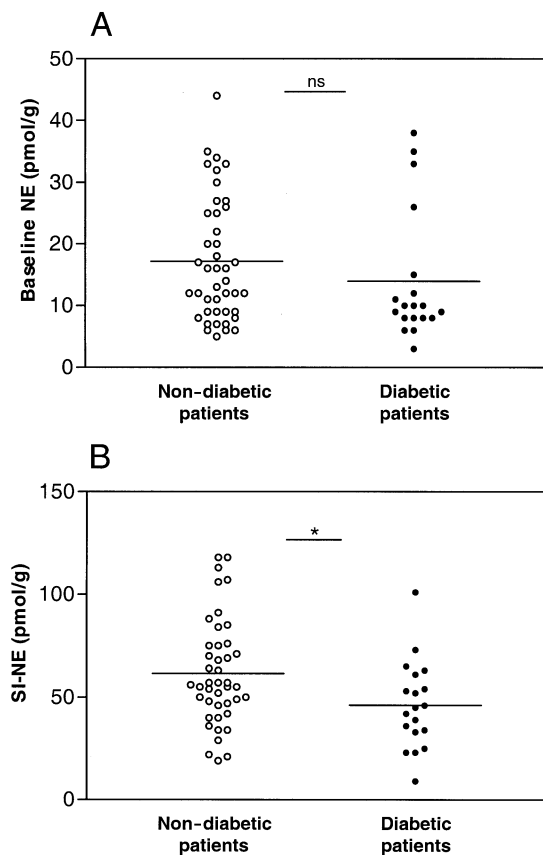 A
50
40
30
20
10
0
Baseline NE (pmol/g)
ns
Non-diabetic
patients
Diabetic
patients
B
150
100
50
0
SI-NE (pmol/g)
*
Non-diabetic
patients
Diabetic
patients